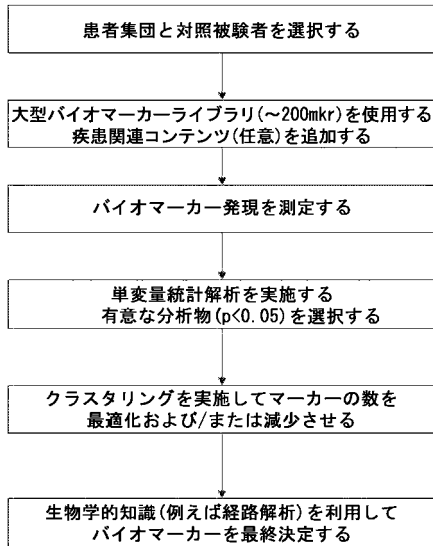 患者集団と対照被験者を選択する
大型バイオマーカーライブラリ(～200mkr)を使用する
疾患関連コンテンツ(任意)を追加する
バイオマーカー発現を測定する
単変量統計解析を実施する
有意な分析物(p<0.05)を選択する
クラスタリングを実施してマーカーの数を
最適化および/または減少させる
生物学的知識(例えば経路解析)を利用して
バイオマーカーを最終決定する